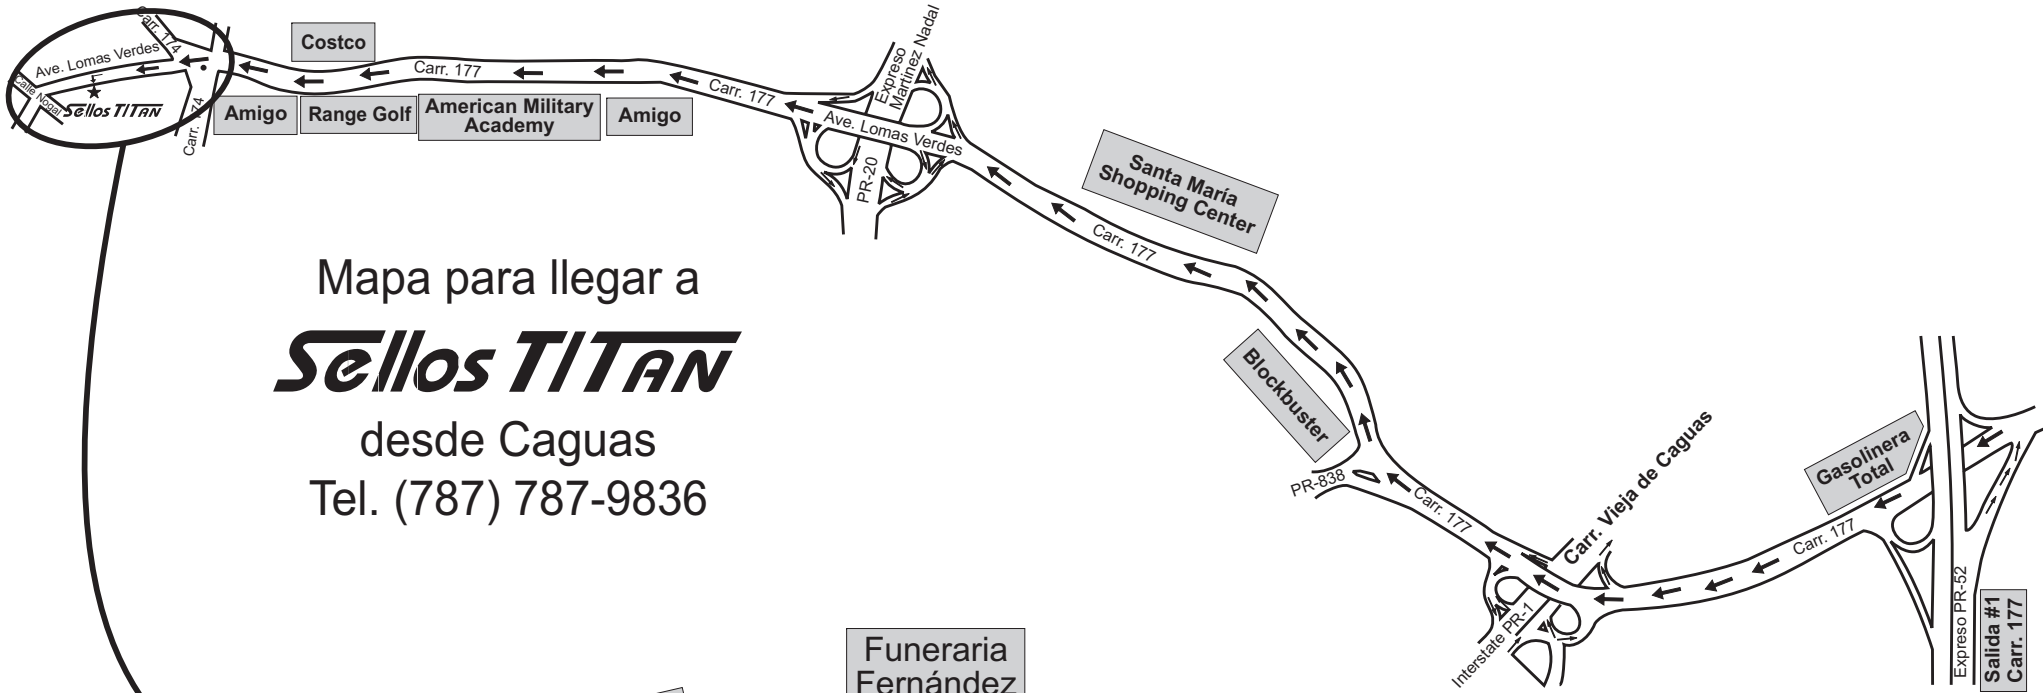 Carr. 174
Ave. Lomas Verdes
Calle Nogal
Sellos TITAN
Carr. 174
Costco
Carr. 177
Amigo
Range Golf
American Military
Academy
Amigo
Carr. 177
Expreso
Martinez Nadal
Ave. Lomas Verdes
PR-20
Santa María
Shopping Center
Carr. 177
Mapa para llegar a
Sellos TITAN
desde Caguas
Tel. (787) 787-9836
Blockbuster
PR-838
Carr. 177
Carr. Vieja de Caguas
Interstate PR-1
Gasolinera
Total
Carr. 177
Expreso PR-52
Salida #1
Carr. 177
Funeraria
Fernández